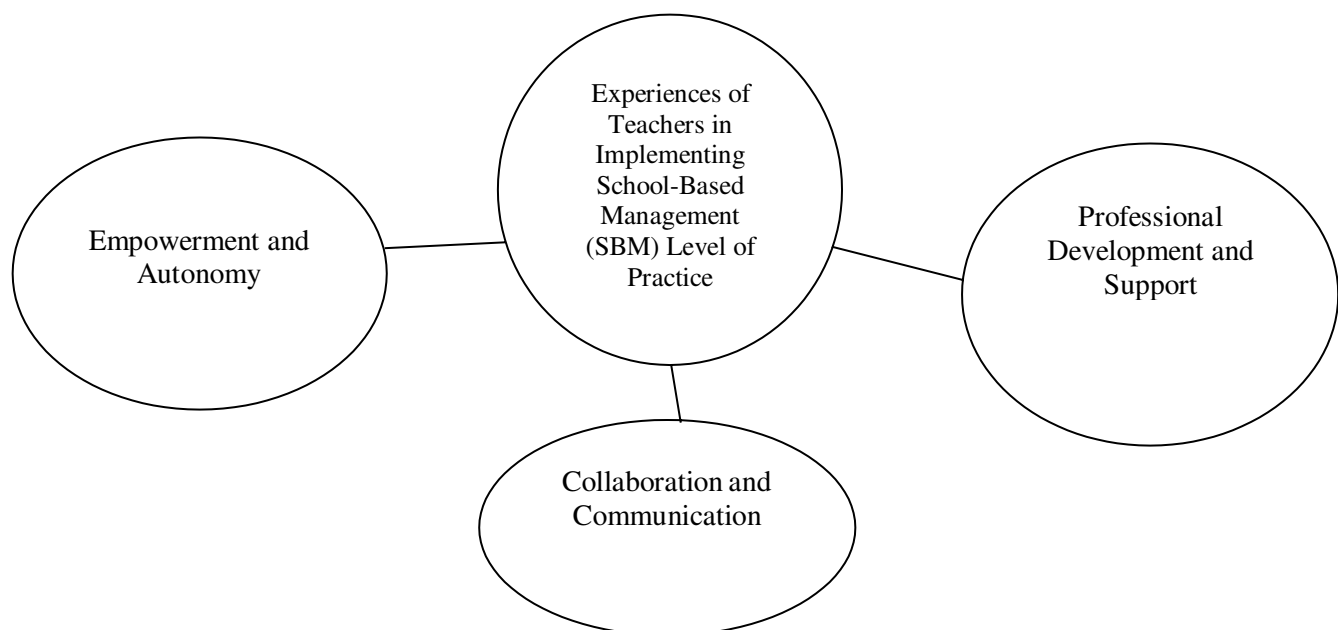 Experiences of
Teachers in
Implementing
School-Based
Management
(SBM) Level of
Practice
Empowerment and
Autonomy
Professional
Development and
Support
Collaboration and
Communication